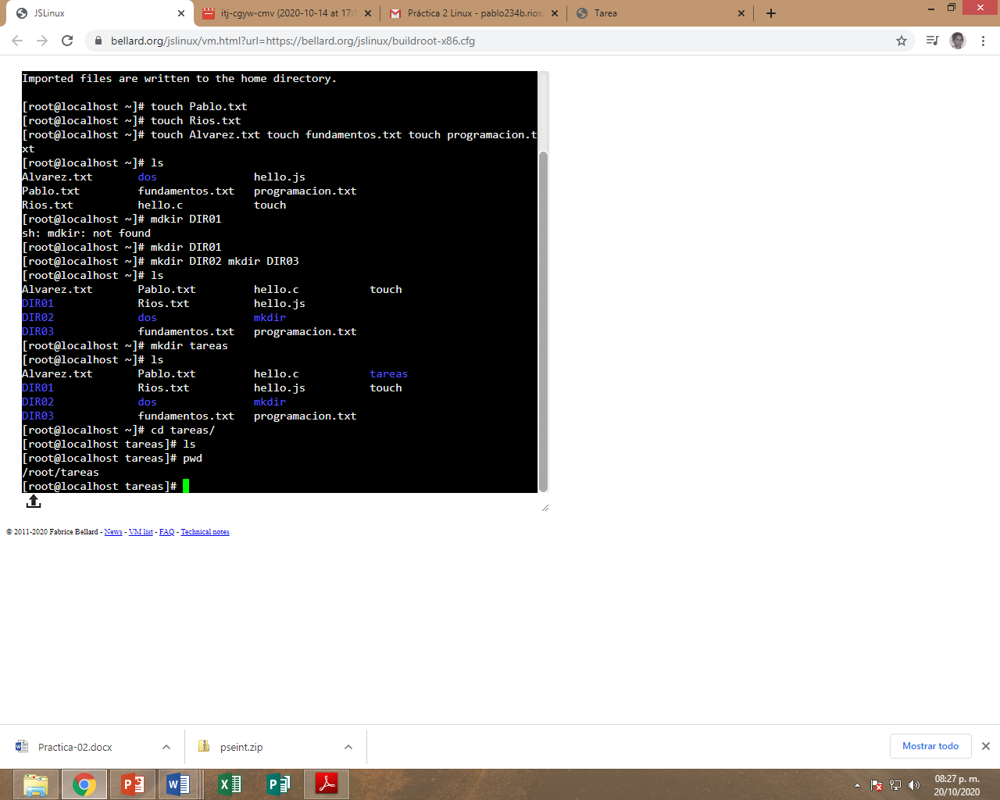 JSLinux
itj-cgyw-cmv (2020-10-14 at 17:1
Práctica 2 Linux - pablo234b.rios
Tarea
bellard.org/jslinux/vm.html?url=https://bellard.org/jslinux/buildroot-x86.cfg
Imported files are written to the home directory.
[root@localhost ~]# touch Pablo.txt
[root@localhost ~]# touch Rios.txt
[root@localhost ~]# touch Alvarez.txt touch fundamentos.txt touch programacion.t
xt
[root@localhost ~]# ls
Alvarez.txt dos hello.js
Pablo.txt fundamentos.txt programacion.txt
Rios.txt hello.c touch
[root@localhost ~]# mdkir DIR01
sh: mdkir: not found
[root@localhost ~]# mkdir DIR01
[root@localhost ~]# mkdir DIR02 mkdir DIR03
[root@localhost ~]# ls
Alvarez.txt Pablo.txt hello.c touch
DIR01 Rios.txt hello.js
DIR02 dos mkdir
DIR03 fundamentos.txt programacion.txt
[root@localhost ~]# mkdir tareas
[root@localhost ~]# ls
Alvarez.txt Pablo.txt hello.c tareas
DIR01 Rios.txt hello.js touch
DIR02 dos mkdir
DIR03 fundamentos.txt programacion.txt
[root@localhost ~]# cd tareas/
[root@localhost tareas]# ls
[root@localhost tareas]# pwd
/root/tareas
[root@localhost tareas]#
© 2011-2020 Fabrice Bellard - News - VM list - FAQ - Technical notes
Practica-02.docx
pseint.zip
Mostrar todo
08:27 p. m.
20/10/2020